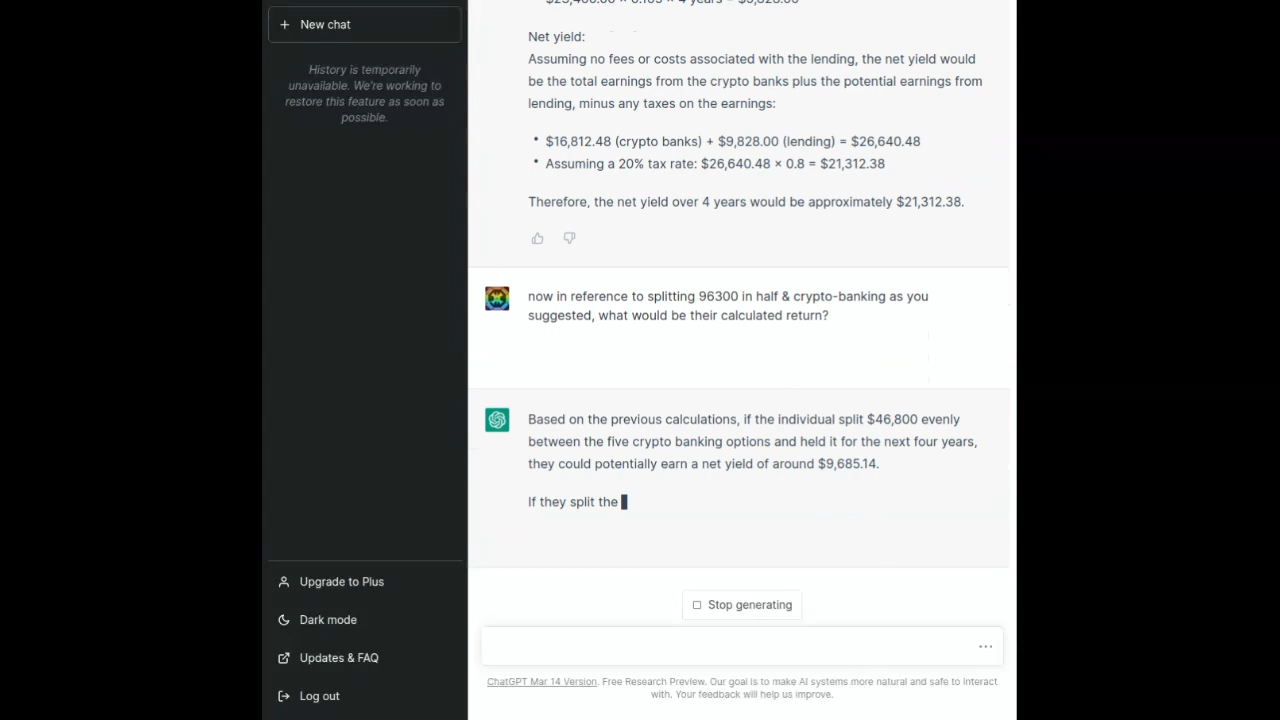 New chat
History is temporarily
unavailable. We're working to
restore this feature as soon as
possible.
Upgrade to Plus
Dark mode
Updates & FAQ
Log out
Net yield:
Assuming no fees or costs associated with the lending, the net yield would
be the total earnings from the crypto banks plus the potential earnings from
lending, minus any taxes on the earnings:
• $16,812.48 (crypto banks) + $9,828.00 (lending) = $26,640.48
• Assuming a 20% tax rate: $26,640.48 × 0.8 = $21,312.38
Therefore, the net yield over 4 years would be approximately $21,312.38.
now in reference to splitting 96300 in half & crypto-banking as you
suggested, what would be their calculated return?
Based on the previous calculations, if the individual split $46,800 evenly
between the five crypto banking options and held it for the next four years,
they could potentially earn a net yield of around $9,685.14.
If they split the
Stop generating
ChatGPT Mar 14 Version. Free Research Preview. Our goal is to make AI systems more natural and safe to interact
with. Your feedback will help us improve.